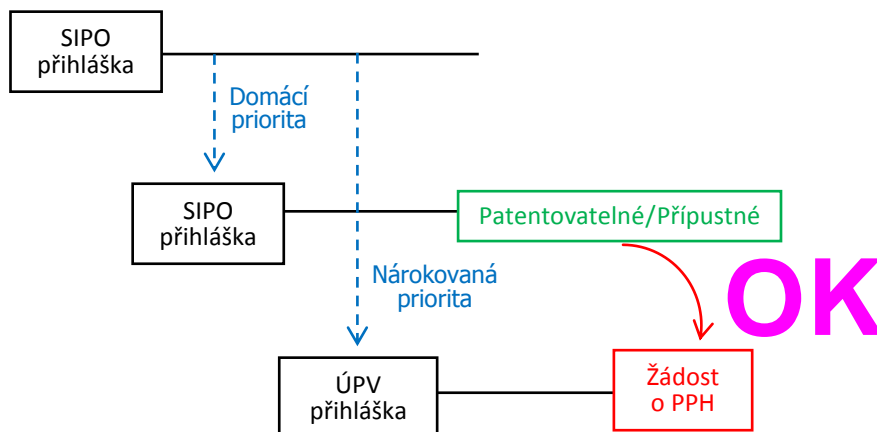 SIPO
přihláška
Domácí
priorita
SIPO
přihláška
Patentovatelné/Přípustné
OK
Nárokovaná
priorita
ÚPV
přihláška
Žádost
o PPH